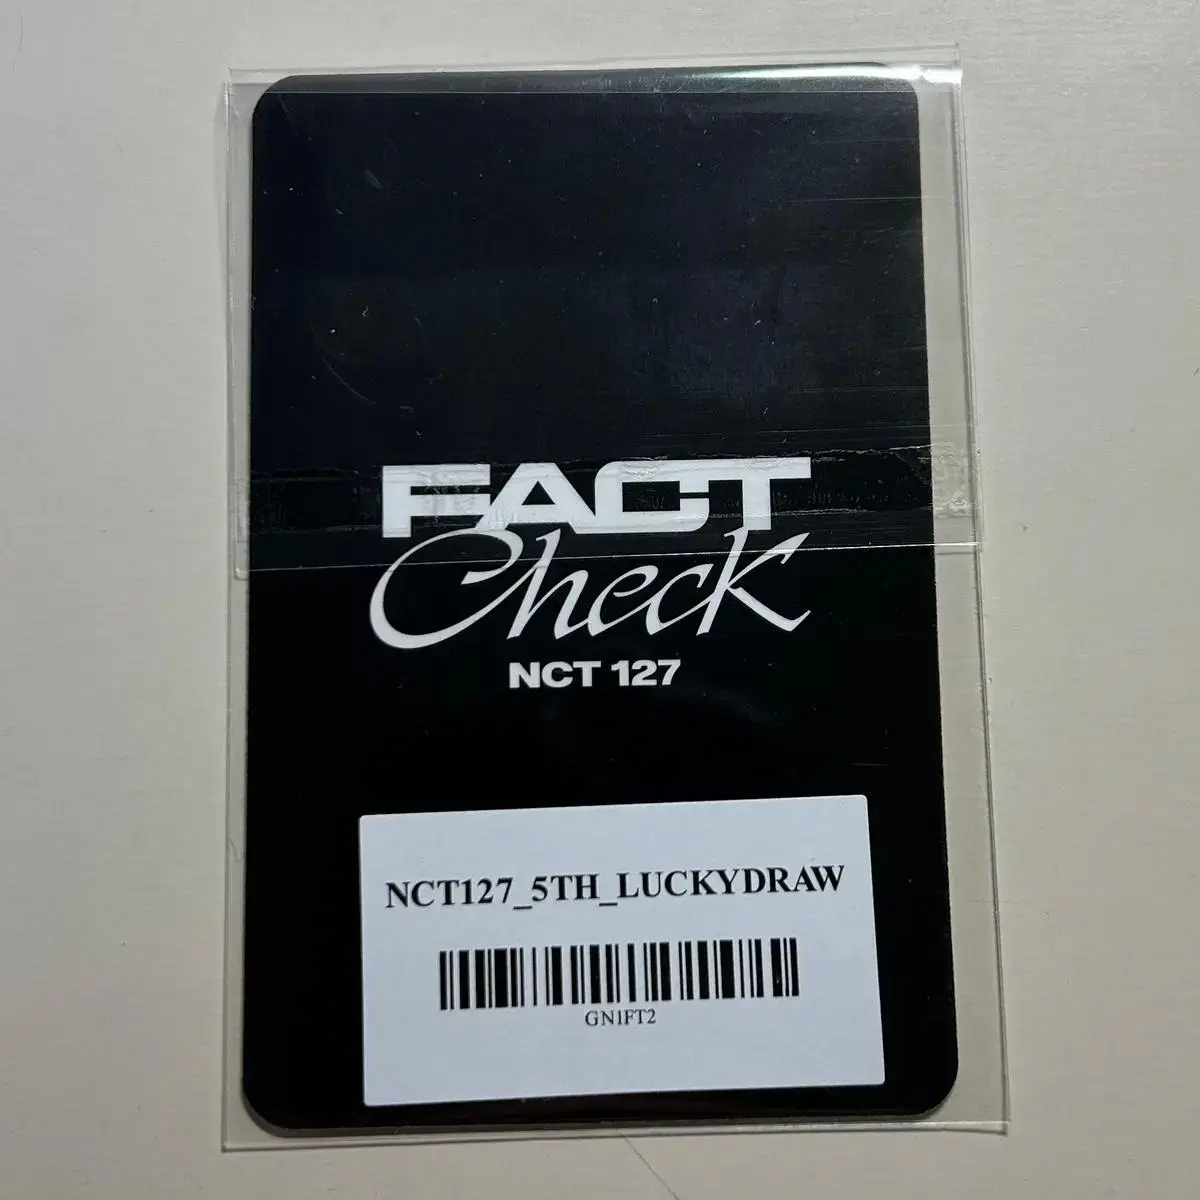 FACT
Check
NCT 127
NCT127_5TH_LUCKYDRAW
GN1FT2